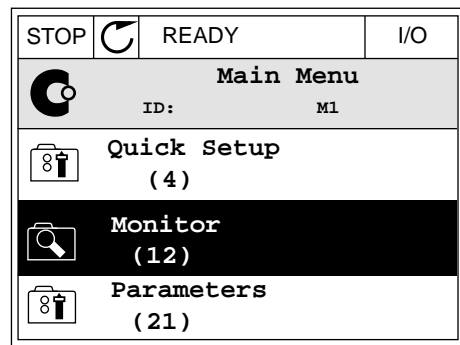 STOP READY I/O
Main Menu
ID: M1
Quick Setup
(4)
Monitor
(12)
Parameters
(21)